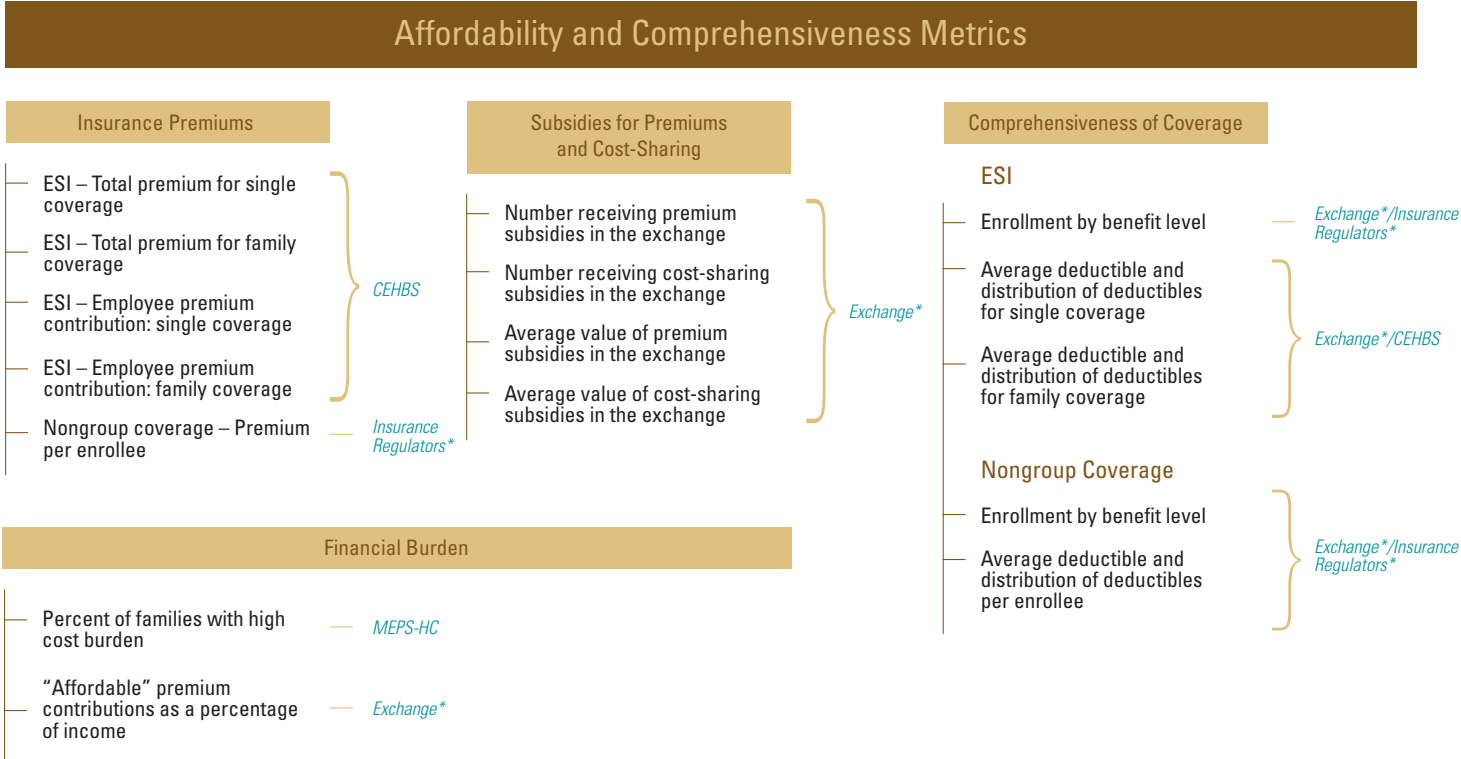 Affordability and Comprehensiveness Metrics
Insurance Premiums
ESI – Total premium for single
coverage
ESI – Total premium for family
coverage
ESI – Employee premium
contribution: single coverage
ESI – Employee premium
contribution: family coverage
CEHBS
Nongroup coverage – Premium
per enrollee
Insurance
Regulators*
Subsidies for Premiums
and Cost-Sharing
Number receiving premium
subsidies in the exchange
Number receiving cost-sharing
subsidies in the exchange
Average value of premium
subsidies in the exchange
Average value of cost-sharing
subsidies in the exchange
Exchange*
Comprehensiveness of Coverage
ESI
Enrollment by benefit level
Exchange*/Insurance
Regulators*
Average deductible and
distribution of deductibles
for single coverage
Average deductible and
distribution of deductibles
for family coverage
Exchange*/CEHBS
Nongroup Coverage
Enrollment by benefit level
Average deductible and
distribution of deductibles
per enrollee
Exchange*/Insurance
Regulators*
Financial Burden
Percent of families with high
cost burden
MEPS-HC
“Affordable” premium
contributions as a percentage
of income
Exchange*